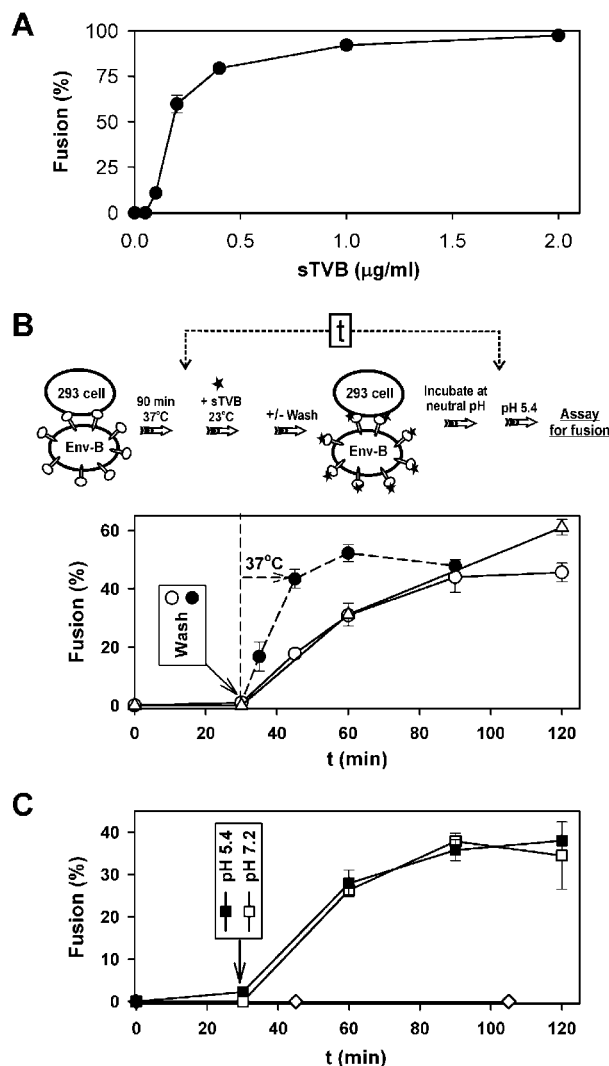 A
Fusion (%)
100
75
50
25
0
0.0 0.5 1.0 1.5 2.0
sTVB (µg/ml)
B
t
293 cell
Env-B
90 min
37°C
+ sTVB
23°C
+/- Wash
293 cell
Env-B
Incubate at
neutral pH
pH 5.4
Assay
for fusion
Fusion (%)
60
40
20
0
Wash
37°C
0 20 40 60 80 100 120
t (min)
C
Fusion (%)
40
30
20
10
0
pH 5.4
pH 7.2
0 20 40 60 80 100 120
t (min)